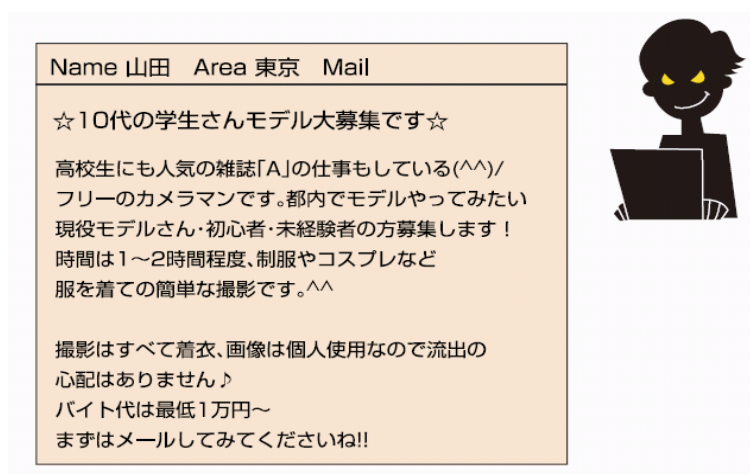 Name 山田　Area 東京　Mail
☆10代の学生さんモデル大募集です☆
高校生にも人気の雑誌｢A｣の仕事もしている(^^)/
フリーのカメラマンです。都内でモデルやってみたい
現役モデルさん･初心者･未経験者の方募集します！
時間は1～2時間程度、制服やコスプレなど
服を着ての簡単な撮影です。^^
撮影はすべて着衣、画像は個人使用なので流出の
心配はありません♪
バイト代は最低1万円～
まずはメールしてみてくださいね!!